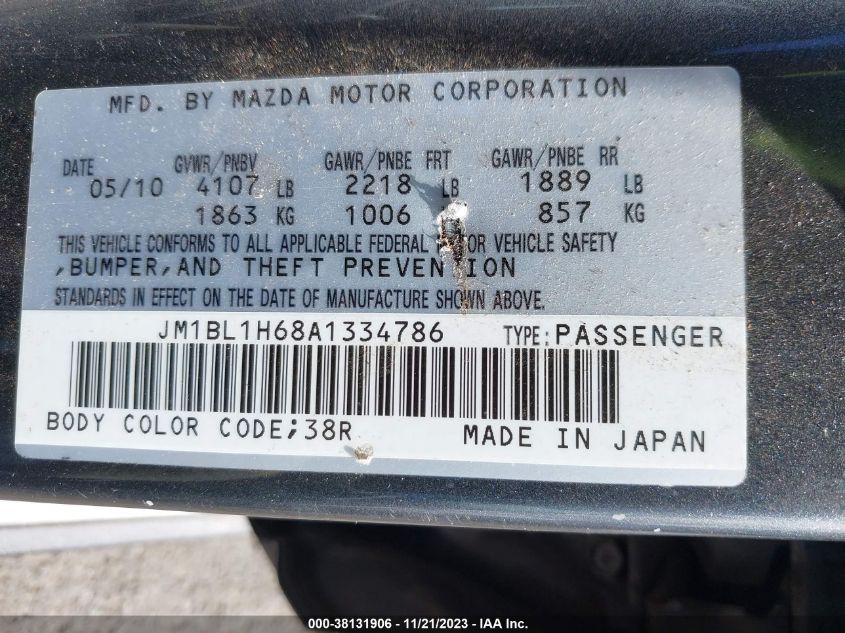 MFD. BY MAZDA MOTOR CORPORATION
DATE GVWR/PNBV GAWR/PNBE FRT GAWR/PNBE RR
05/10 4107 LB 2218 LB 1889 LB
1863 KG 1006 857 KG
THIS VEHICLE CONFORMS TO ALL APPLICABLE FEDERAL OR VEHICLE SAFETY
,BUMPER,AND THEFT PREVENTION
STANDARDS IN EFFECT ON THE DATE OF MANUFACTURE SHOWN ABOVE.
JM1BL1H68A1334786 TYPE: PASSENGER
BODY COLOR CODE;38R MADE IN JAPAN
000-38131906 - 11/21/2023 - IAA Inc.